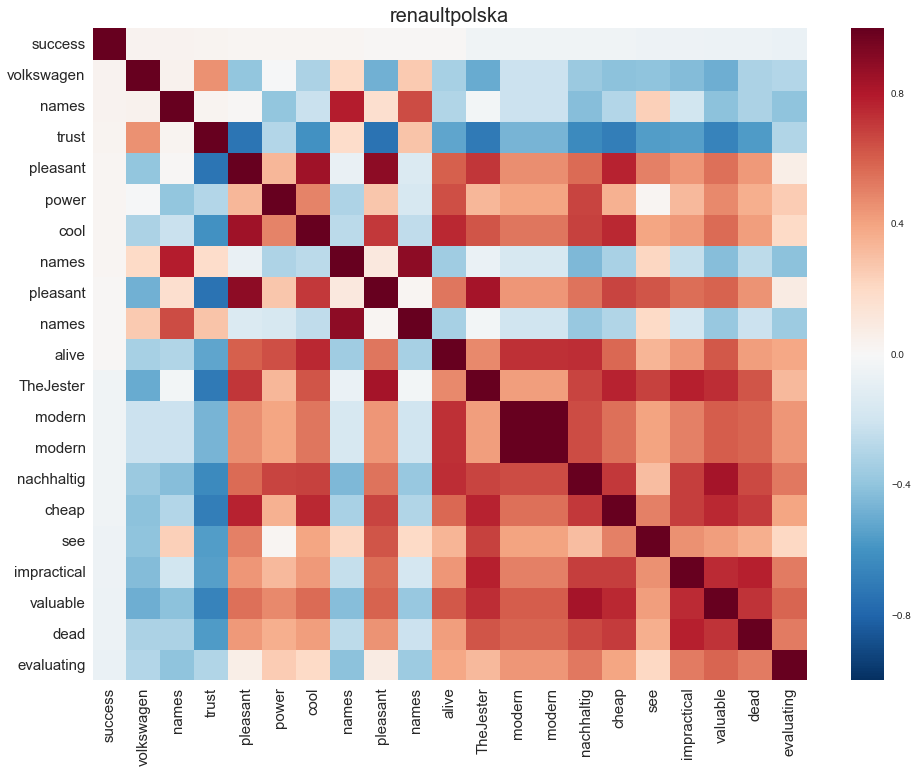 renaultpolska
success
volkswagen
names
trust
pleasant
power
cool
names
pleasant
names
alive
TheJester
modern
modern
nachhaltig
cheap
see
impractical
valuable
dead
evaluating
success
volkswagen
names
trust
pleasant
power
cool
names
pleasant
names
alive
TheJester
modern
modern
nachhaltig
cheap
see
impractical
valuable
dead
evaluating
0.8
0.4
0.0
−0.4
−0.8